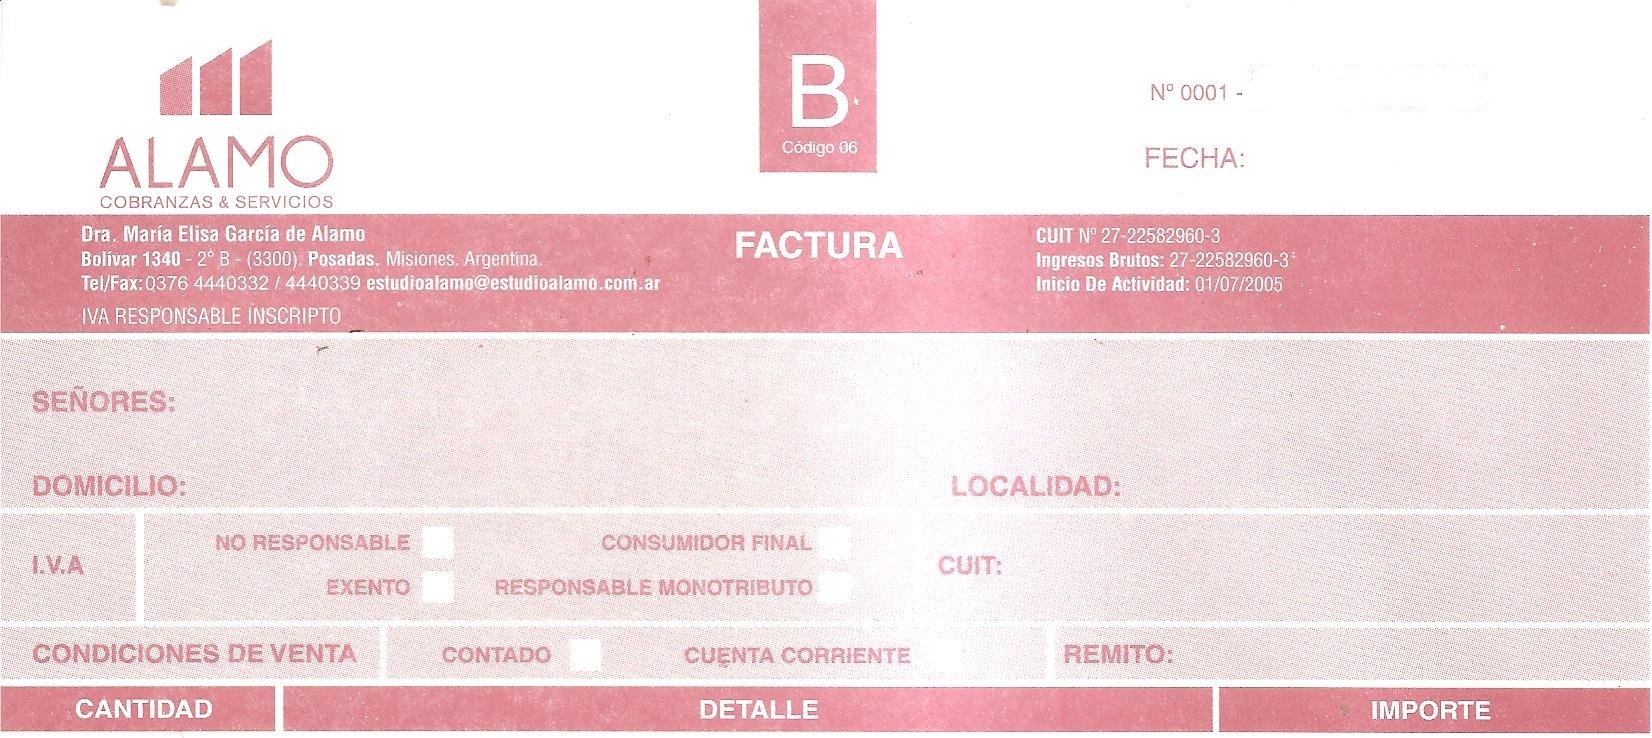 ALAMO
COBRANZAS & SERVICIOS
B
Código 06
Nº 0001 -
FECHA:
Dra. María Elisa García de Alamo
Bolívar 1340 - 2° B - (3300). Posadas. Misiones. Argentina.
Tel/Fax: 0376 4440332 / 4440339 estudioalamo@estudioalamo.com.ar
IVA RESPONSABLE INSCRIPTO
FACTURA
CUIT Nº 27-22582960-3
Ingresos Brutos: 27-22582960-3
Inicio De Actividad: 01/07/2005
SEÑORES:
DOMICILIO:
LOCALIDAD:
I.V.A
NO RESPONSABLE
CONSUMIDOR FINAL
EXENTO
RESPONSABLE MONOTRIBUTO
CUIT:
CONDICIONES DE VENTA
CONTADO
CUENTA CORRIENTE
REMITO:
CANTIDAD
DETALLE
IMPORTE